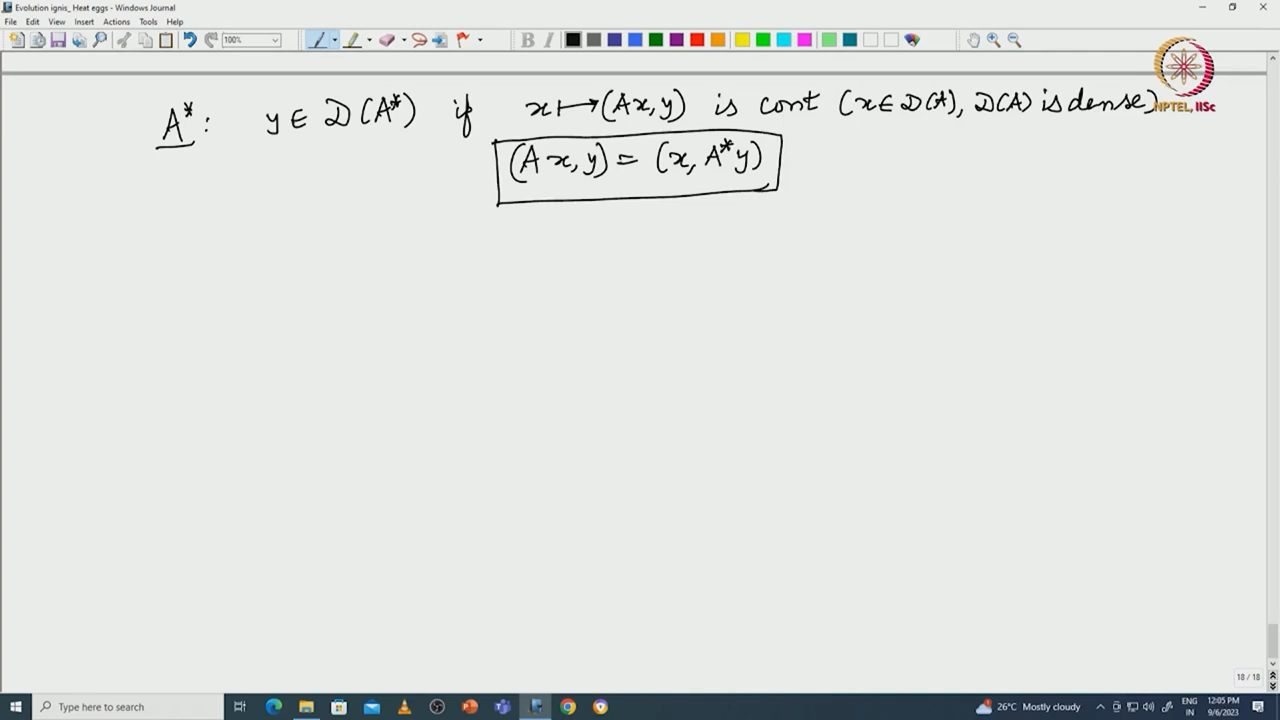 Evolution ignis_ Heat eggs - Windows Journal
File Edit View Insert Actions Tools Help
100%
NPTEL, IISc
A*: y ∈ D(A*) if x ↦ (Ax, y) is cont (x ∈ D(A), D(A) is dense)
(Ax, y) = (x, A*y)
18 / 18
Type here to search
26°C Mostly cloudy
ENG
IN
12:05 PM
9/6/2023